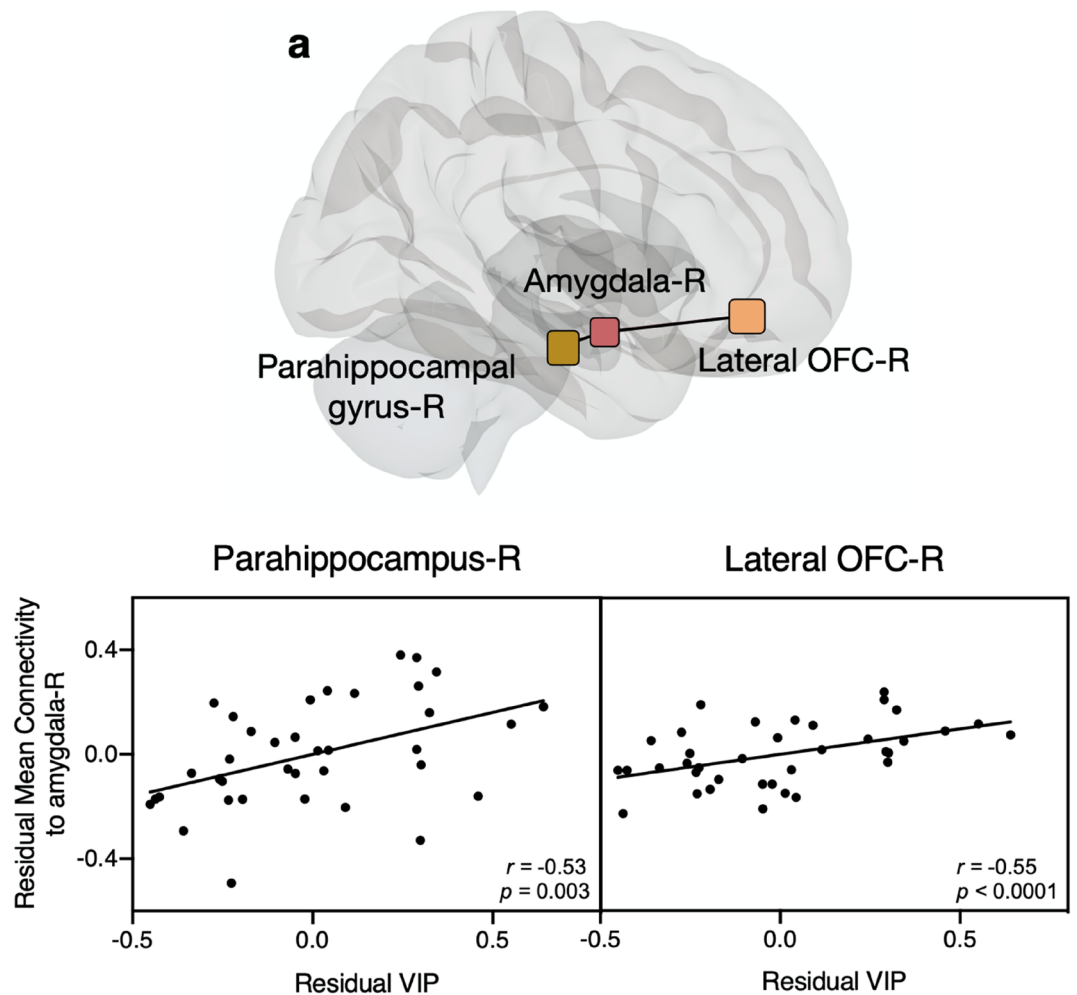 a
Amygdala-R
Parahippocampal
gyrus-R
Lateral OFC-R
Parahippocampus-R
Lateral OFC-R
Residual Mean Connectivity
to amygdala-R
0.4
0.0
-0.4
r = -0.53
p = 0.003
r = -0.55
p < 0.0001
-0.5
0.0
0.5
-0.5
0.0
0.5
Residual VIP
Residual VIP